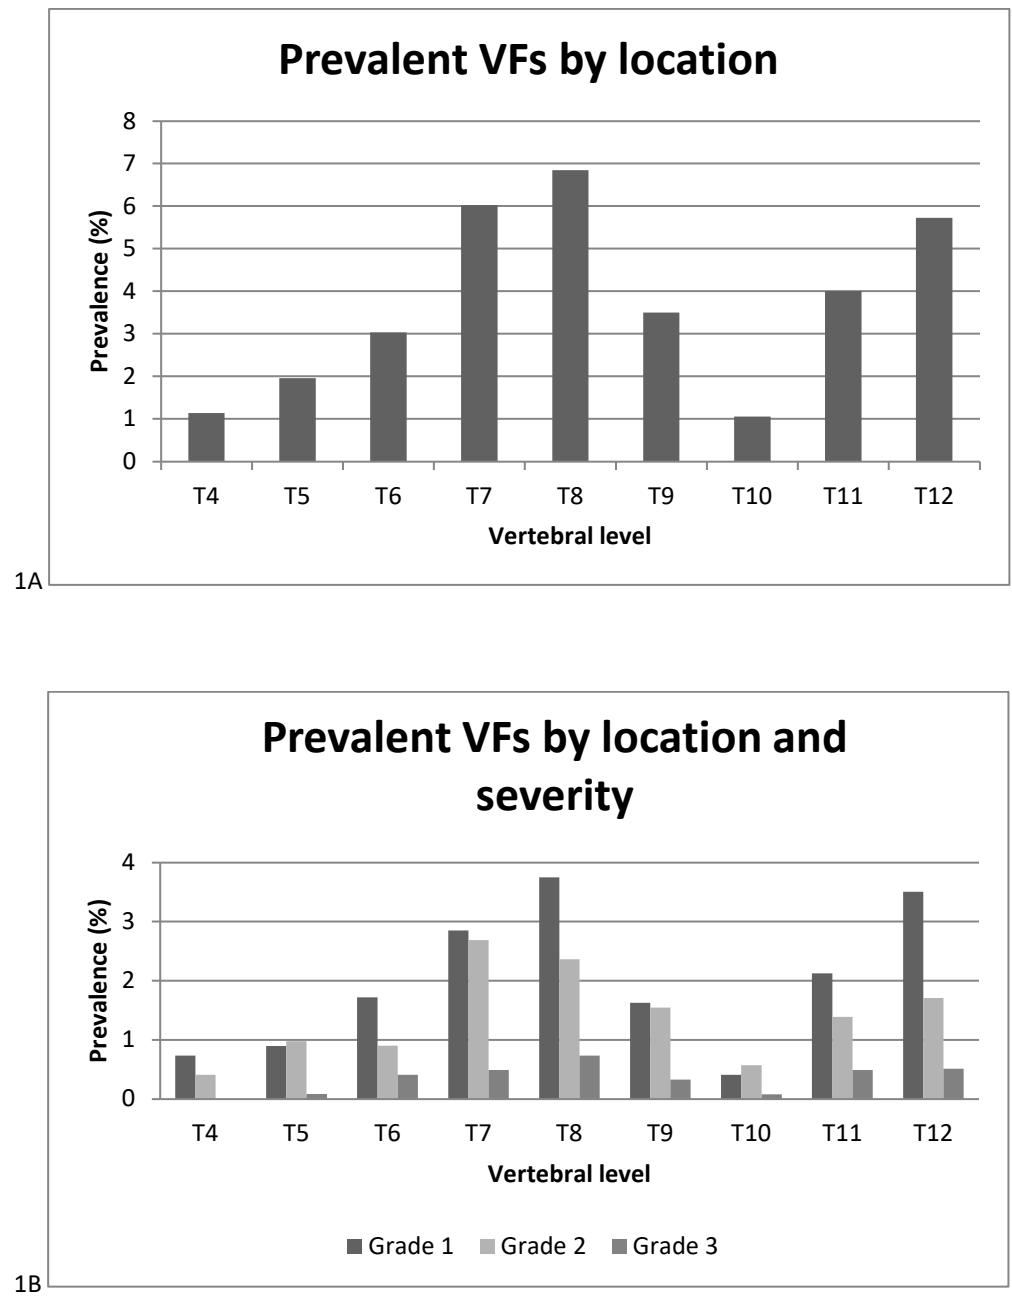 Prevalent VFs by location
8
7
6
5
4
3
2
1
0
Prevalence (%)
T4 T5 T6 T7 T8 T9 T10 T11 T12
Vertebral level
1A
Prevalent VFs by location and
severity
4
3
2
1
0
Prevalence (%)
T4 T5 T6 T7 T8 T9 T10 T11 T12
Vertebral level
Grade 1 Grade 2 Grade 3
1B